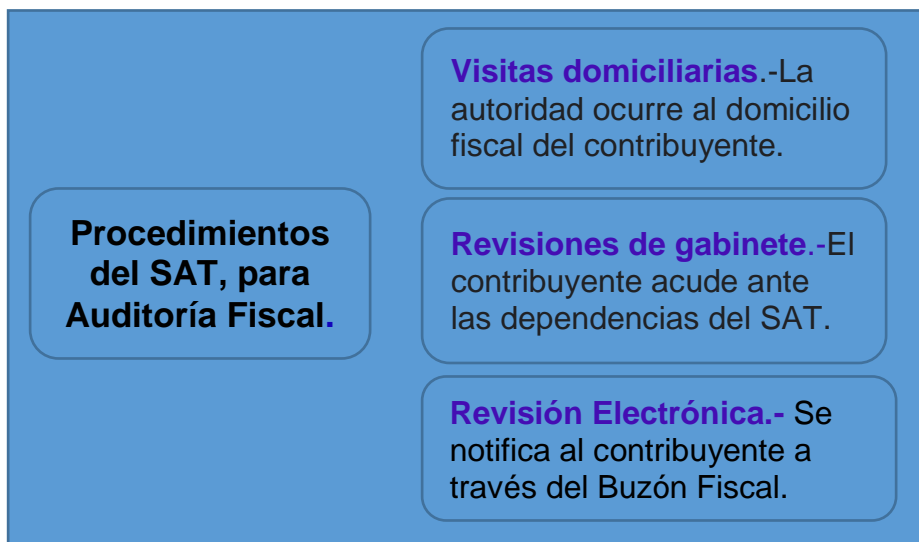 Procedimientos
del SAT, para
Auditoría Fiscal.
Visitas domiciliarias.-La
autoridad ocurre al domicilio
fiscal del contribuyente.
Revisiones de gabinete.-El
contribuyente acude ante
las dependencias del SAT.
Revisión Electrónica.- Se
notifica al contribuyente a
través del Buzón Fiscal.